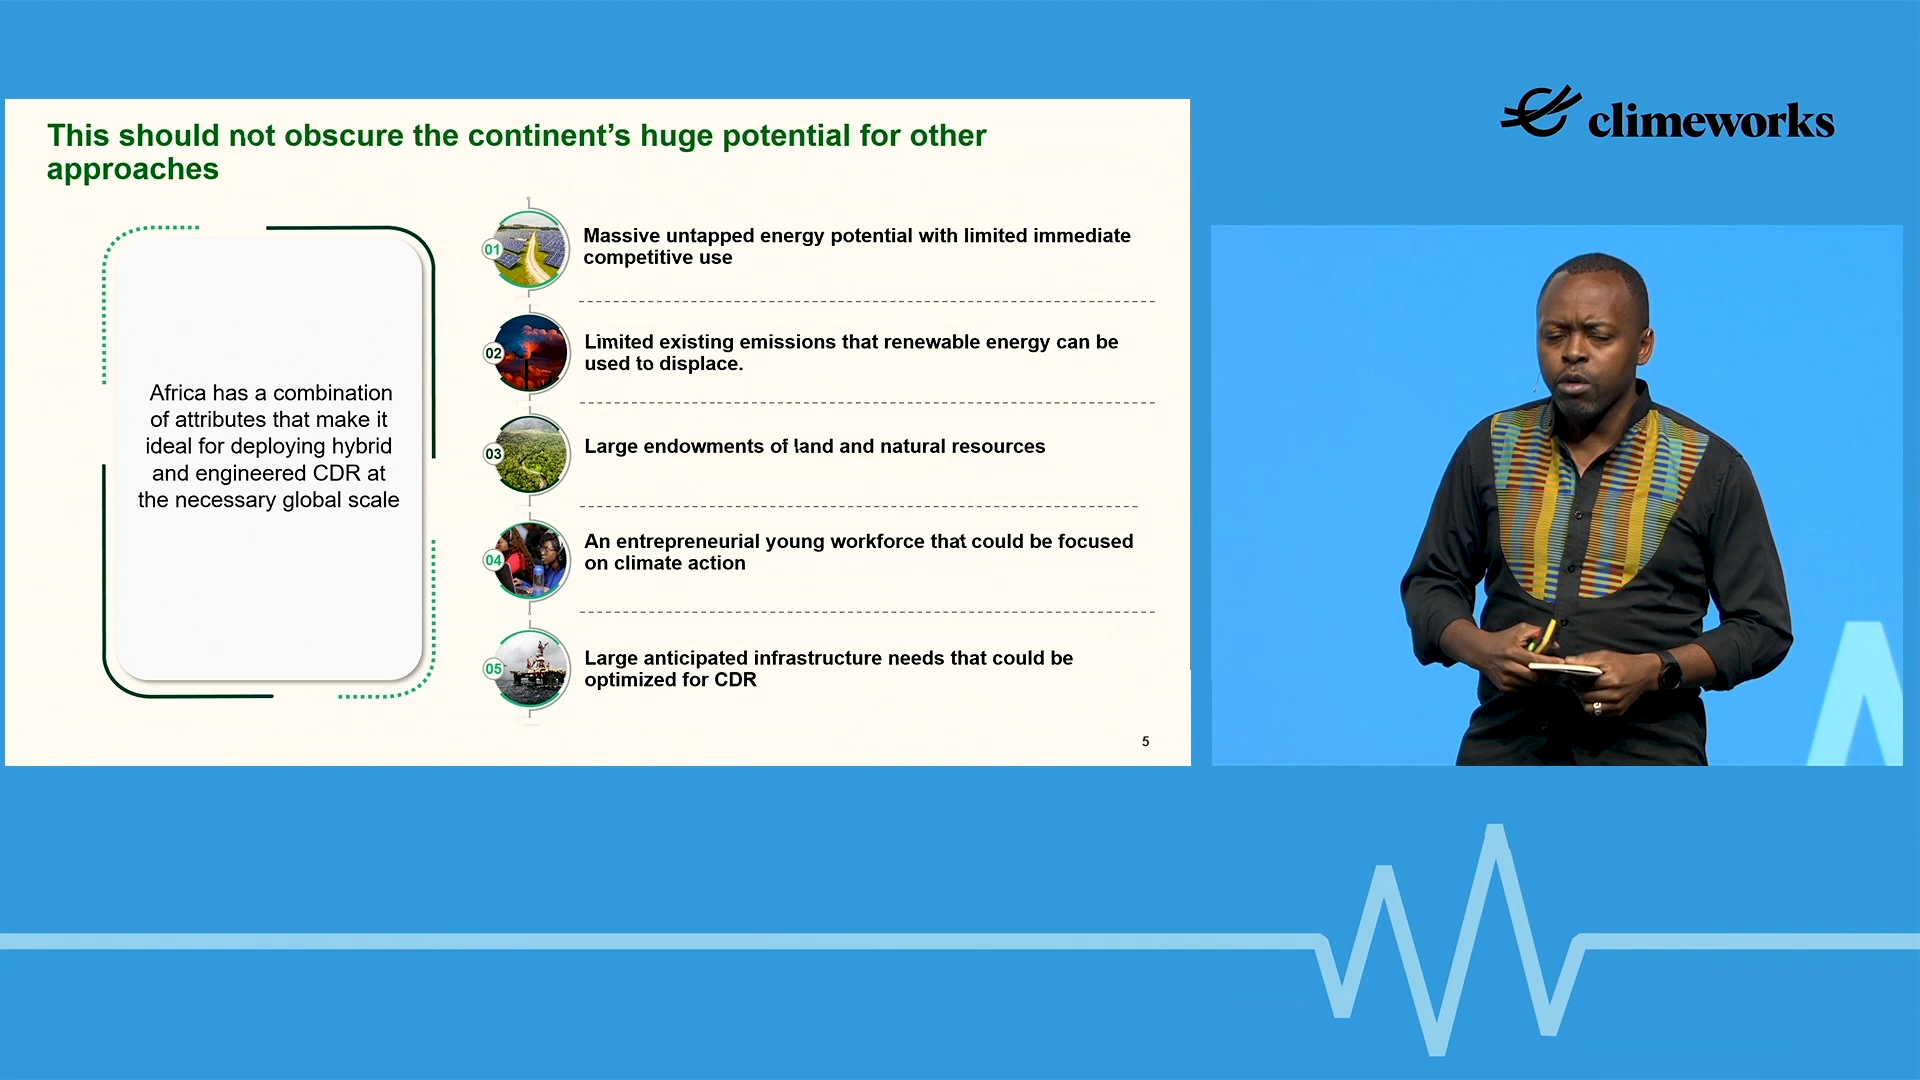 This should not obscure the continent’s huge potential for other
approaches
Africa has a combination
of attributes that make it
ideal for deploying hybrid
and engineered CDR at
the necessary global scale
01
Massive untapped energy potential with limited immediate
competitive use
02
Limited existing emissions that renewable energy can be
used to displace.
03
Large endowments of land and natural resources
04
An entrepreneurial young workforce that could be focused
on climate action
05
Large anticipated infrastructure needs that could be
optimized for CDR
5
climeworks